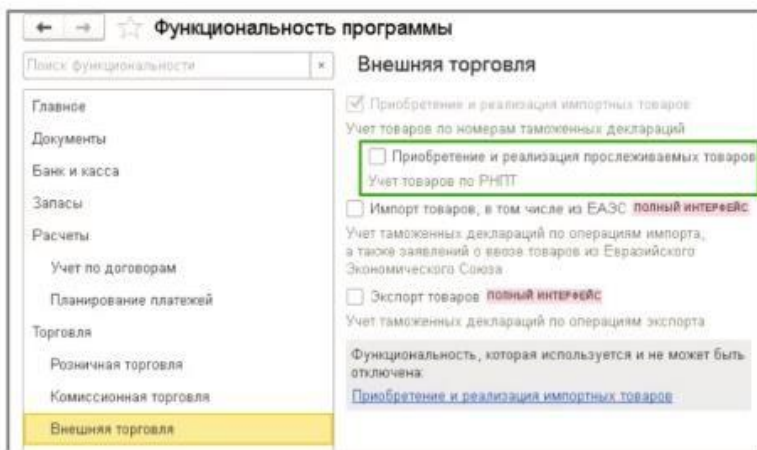 Функциональность программы
Поиск функциональности
×
Главное
Документы
Банк и касса
Запасы
Расчеты
Учет по договорам
Планирование платежей
Торговля
Розничная торговля
Комиссионная торговля
Внешняя торговля
Внешняя торговля
Приобретение и реализация импортных товаров
Учет товаров по номерам таможенных деклараций
Приобретение и реализация прослеживаемых товаров
Учет товаров по РНПТ
Импорт товаров, в том числе из ЕАЭС ПОЛНЫЙ ИНТЕРФЕЙС
Учет таможенных деклараций по операциям импорта,
а также заявлений о ввозе товаров из Евразийского
Экономического Союза
Экспорт товаров ПОЛНЫЙ ИНТЕРФЕЙС
Учет таможенных деклараций по операциям экспорта
Функциональность, которая используется и не может быть
отключена:
Приобретение и реализация импортных товаров